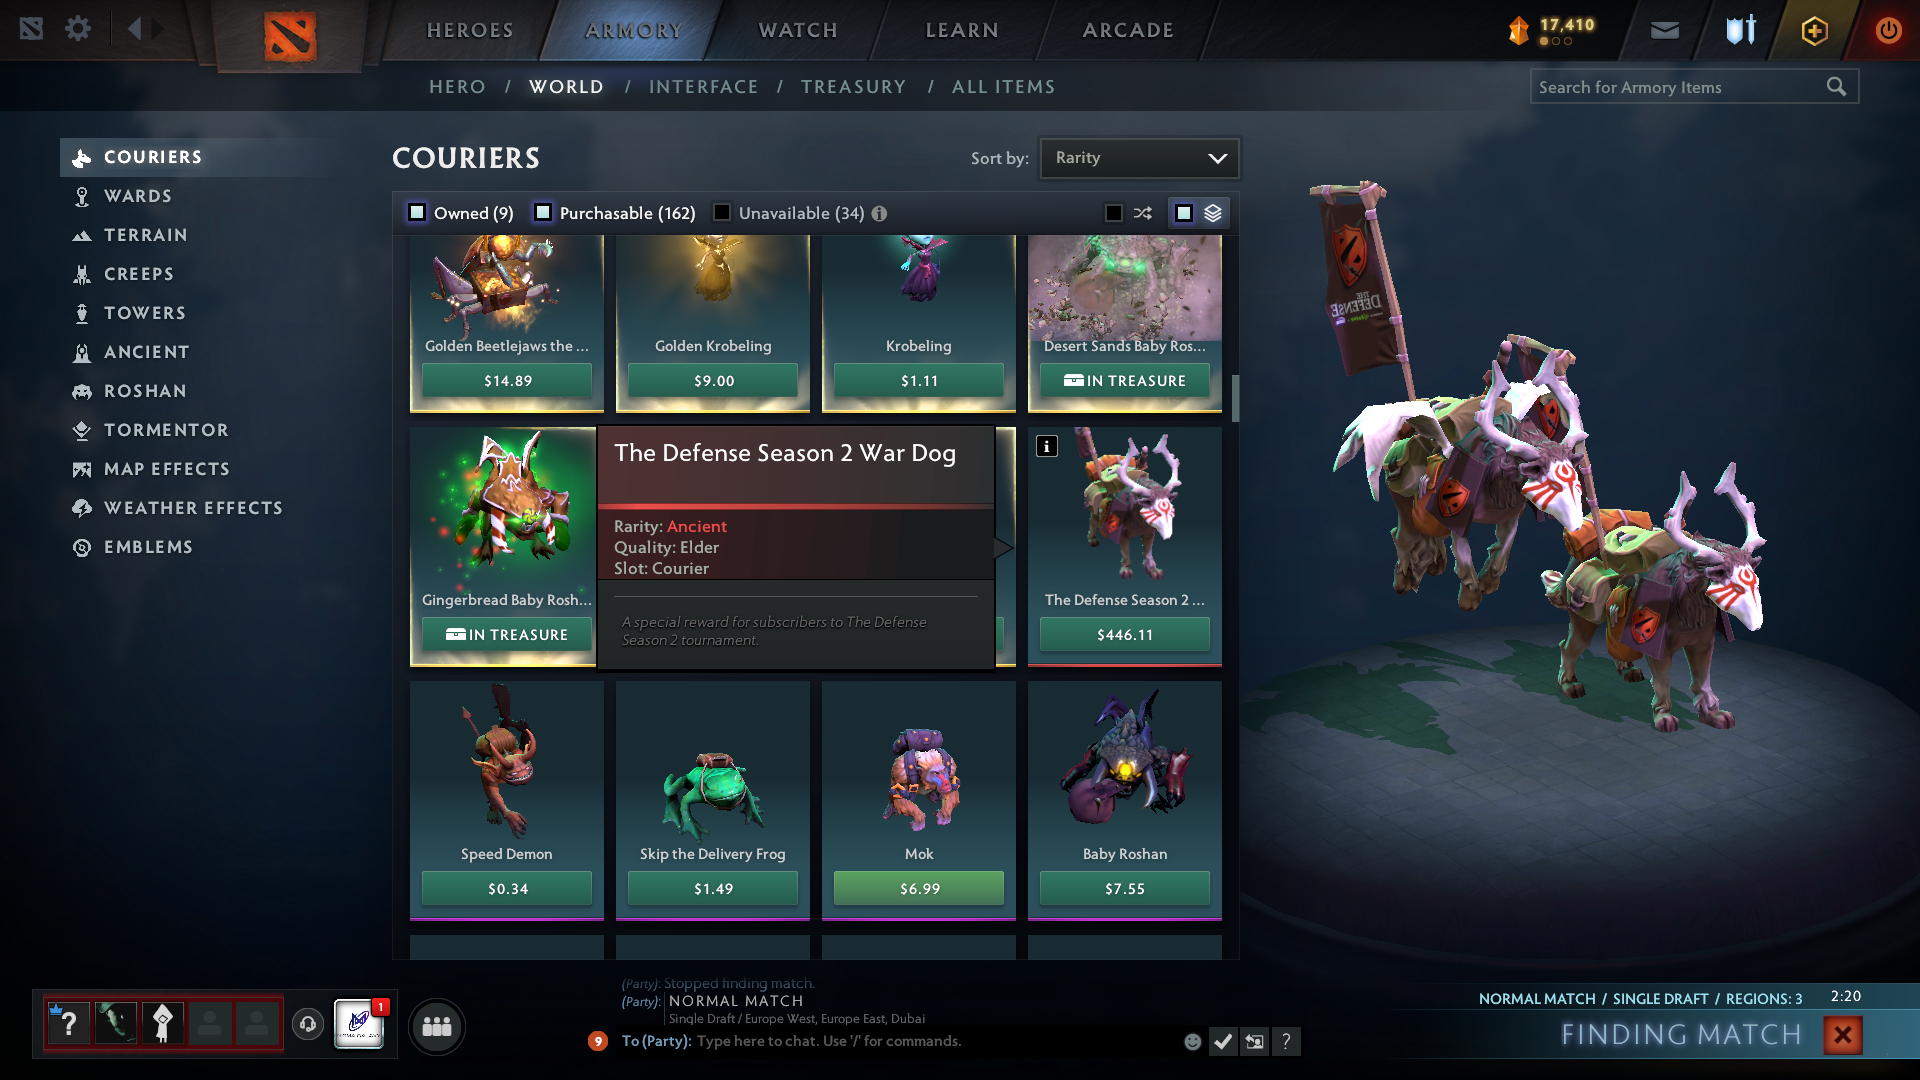 HEROES
ARMORY
WATCH
LEARN
ARCADE
17,410
HERO / WORLD / INTERFACE / TREASURY / ALL ITEMS
Search for Armory Items
COURIERS
WARDS
TERRAIN
CREEPS
TOWERS
ANCIENT
ROSHAN
TORMENTOR
MAP EFFECTS
WEATHER EFFECTS
EMBLEMS
COURIERS
Sort by: Rarity
Owned (9)
Purchasable (162)
Unavailable (34)
Golden Beetlejaws the ...
$14.89
Golden Krobeling
$9.00
Krobeling
$1.11
Desert Sands Baby Ros...
IN TREASURE
Gingerbread Baby Rosh...
IN TREASURE
The Defense Season 2 War Dog
Rarity: Ancient
Quality: Elder
Slot: Courier
A special reward for subscribers to The Defense
Season 2 tournament.
The Defense Season 2 ...
$446.11
Speed Demon
$0.34
Skip the Delivery Frog
$1.49
Mok
$6.99
Baby Roshan
$7.55
THE
DEFENSE
1
(Party): Stopped finding match.
(Party): NORMAL MATCH
Single Draft / Europe West, Europe East, Dubai
9
To (Party): Type here to chat. Use '/' for commands.
?
NORMAL MATCH / SINGLE DRAFT / REGIONS: 3
2:20
FINDING MATCH